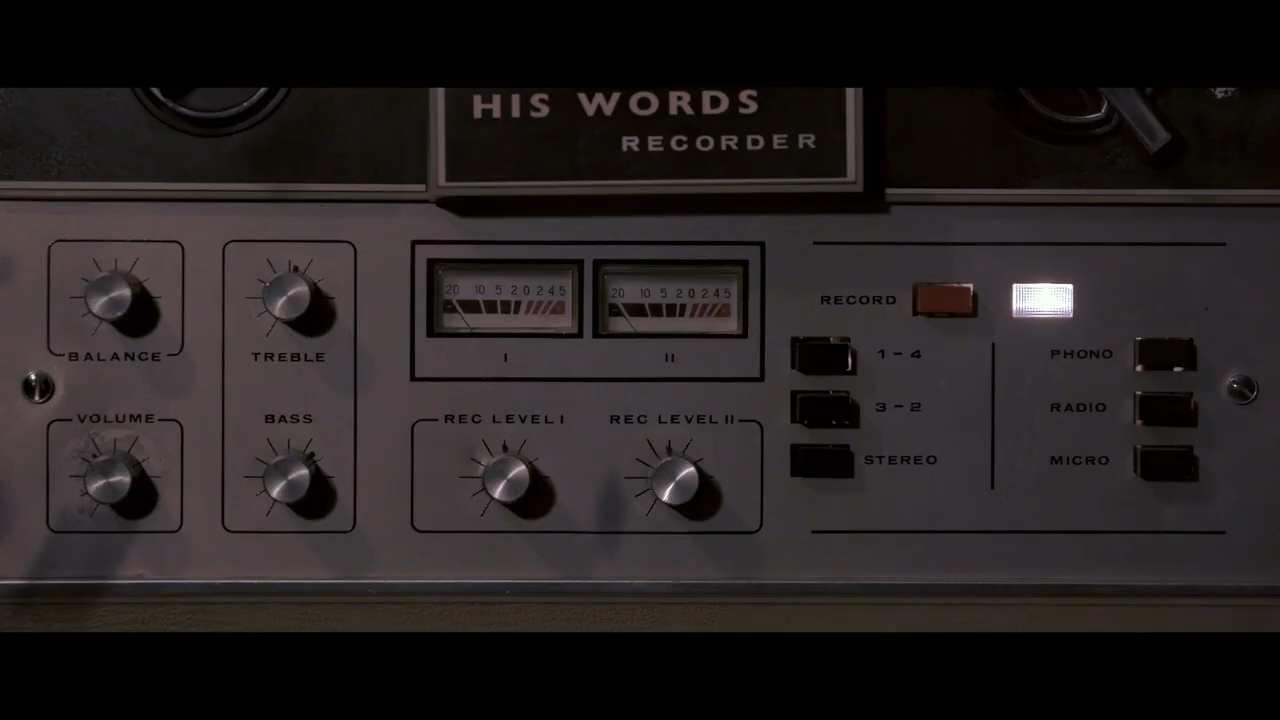 HIS WORDS
RECORDER
BALANCE
TREBLE
20 10 5 2 0 2 4 5
20 10 5 2 0 2 4 5
I
II
RECORD
1-4
PHONO
VOLUME
BASS
REC LEVEL I
REC LEVEL II
3-2
RADIO
STEREO
MICRO